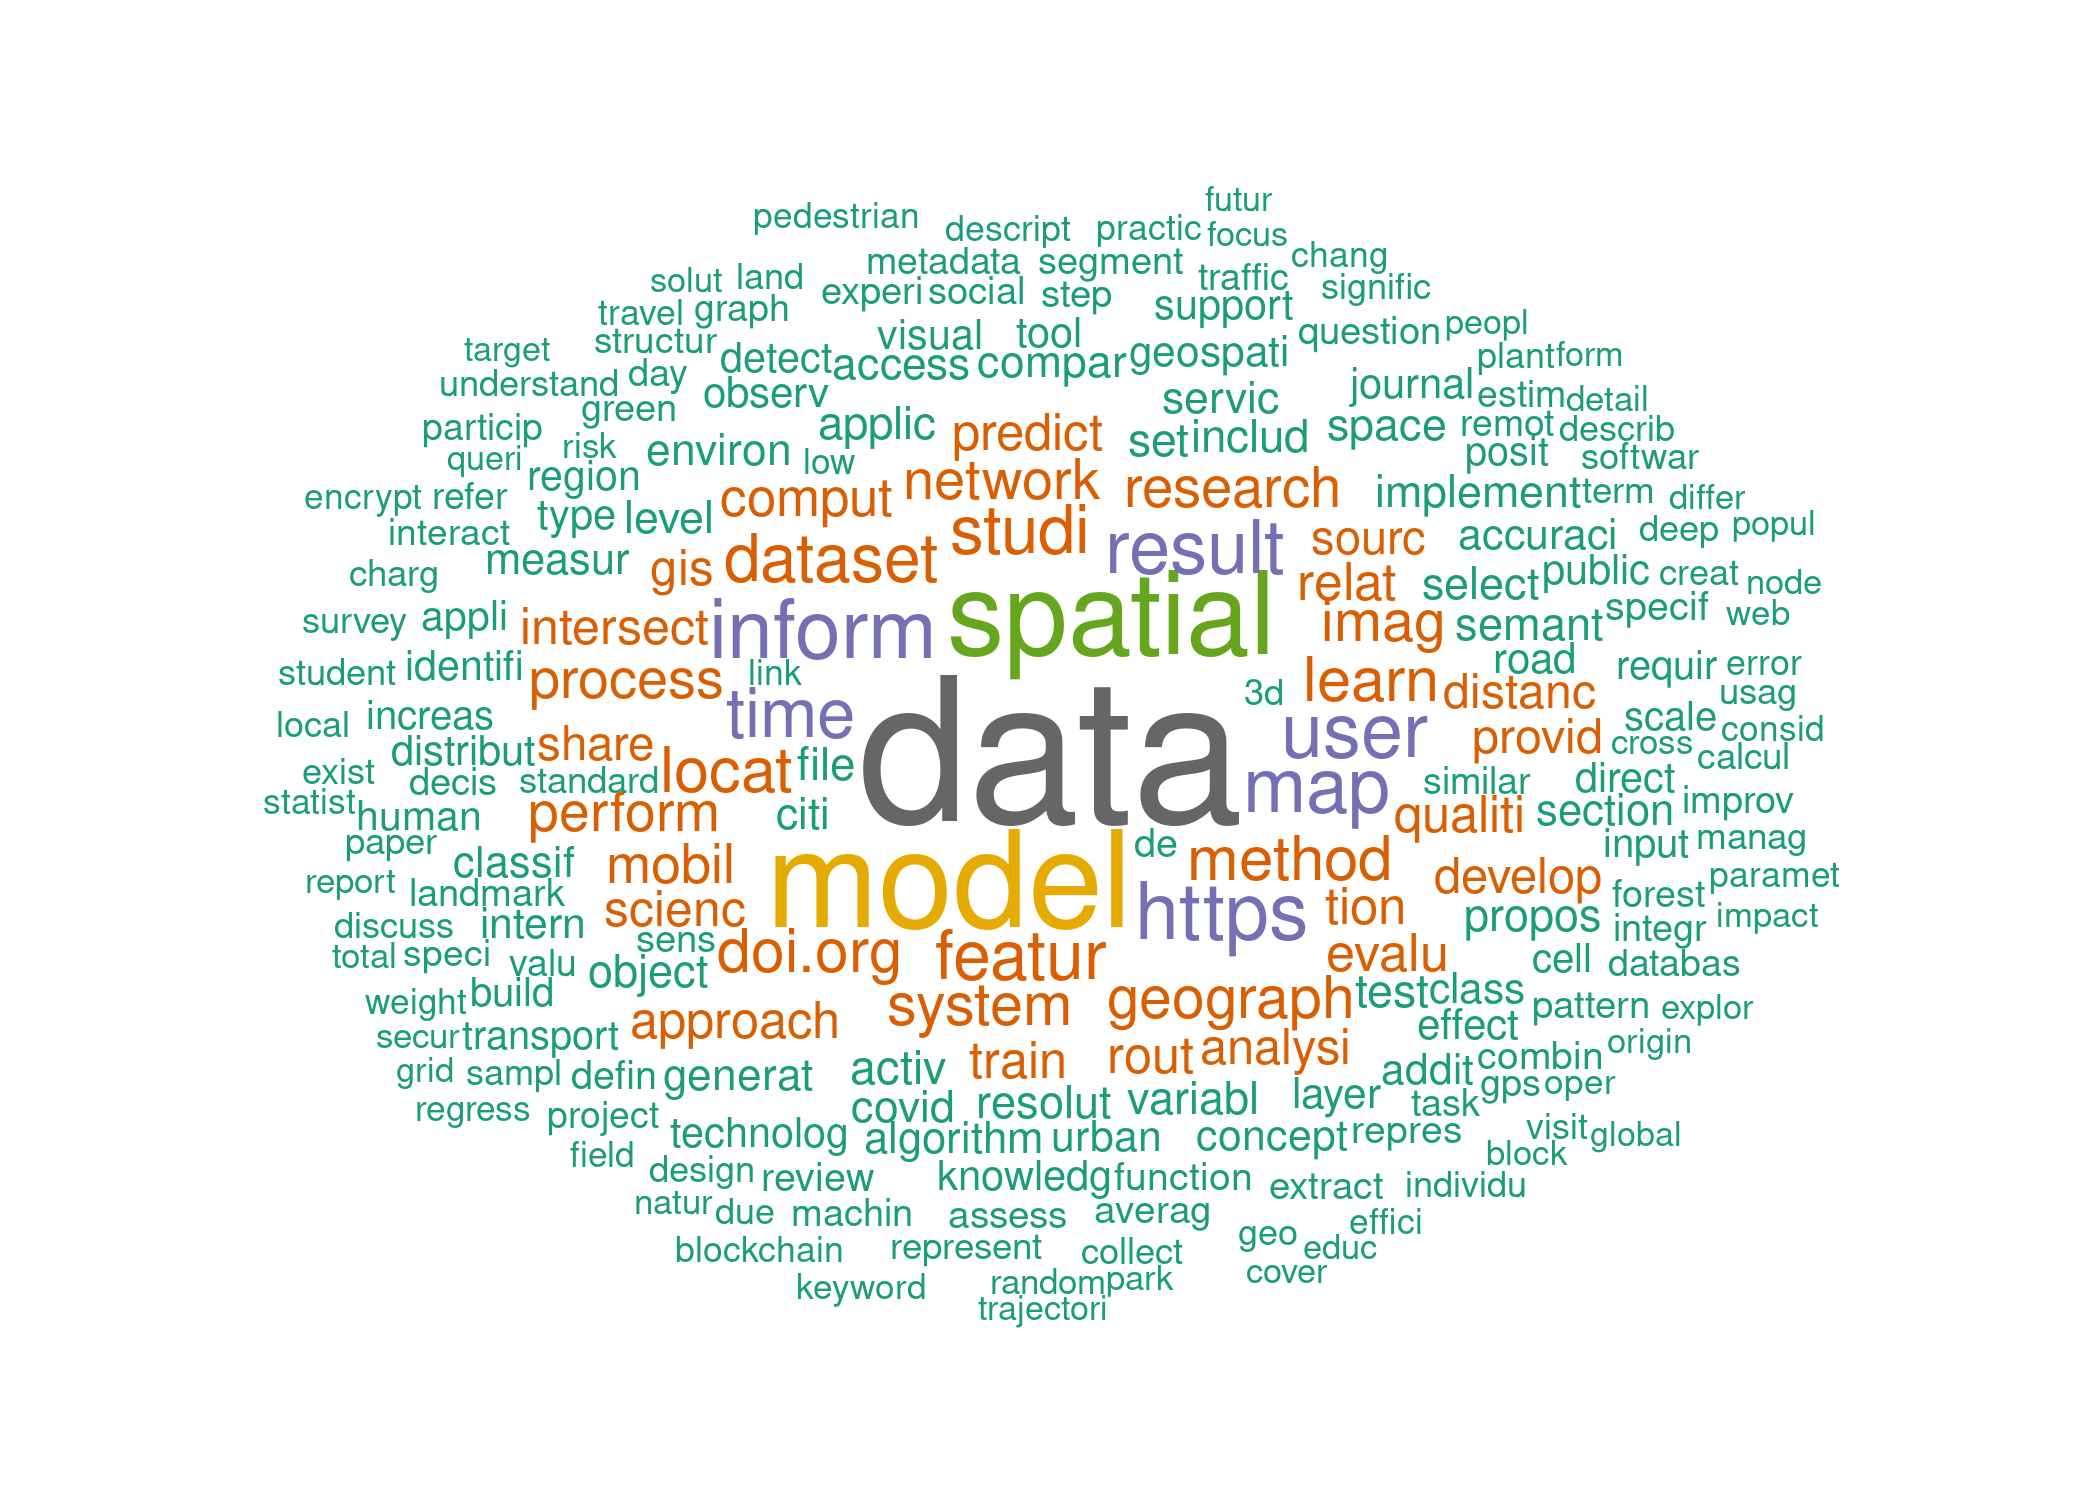 futur
pedestrian descript practic focus
metadata segment traffic chang
solut land experi social step support signific
travel graph visual tool question peopl
target structur detect access compar geospati plant form
understand day observ servic journal estim detail
particip green applic predict set includ space remot describ
queri risk environ low network research posit softwar
encrypt refer region comput implement term differ
interact type level studi result sourc accuraci deep popul
charg measur gis dataset spatial relat select public creat node
survey appli intersect inform imag semant specif web
student identifi process link 3d learn distanc road requir error usag
local increas time data user provid scale consid
distribut share locat file map cross calcul
exist decis standard similar direct
statist human perform citi qualiti section improv
paper classif mobil model de method develop input manag
report landmark scienc https tion forest paramet
discuss intern sens propos integr impact
total speci valu object doi.org featur evalu cell databas
weight build system geograph test class pattern explor
secur transport approach train rout analysi effect origin
grid sampl defin generat activ addit combin
regress project covid resolut variabl layer task gps oper
technolog algorithm urban concept repres visit global
field design review knowledg function extract individu block
natur due machin assess averag effici
blockchain represent collect geo educ
keyword random park cover
trajectori